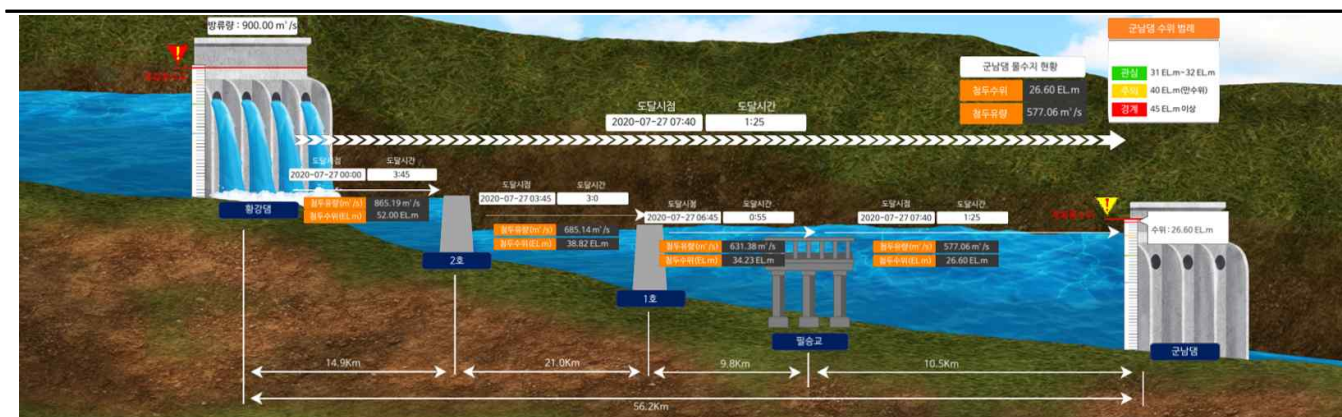 방류량 : 900.00 m³/s
군남댐 수위 범례
관심 31 EL.m~32 EL.m
주의 40 EL.m(만수위)
경계 45 EL.m 이상
군남댐 물수지 현황
첨두수위 26.60 EL.m
첨두유량 577.06 m³/s
도달시점 도달시간
2020-07-27 07:40 1:25
도달시점 도달시간
2020-07-27 00:00 3:45
첨두유량(m³/s) 865.19 m³/s
첨두수위(EL.m) 52.00 EL.m
도달시점 도달시간
2020-07-27 03:45 3:0
첨두유량(m³/s) 685.14 m³/s
첨두수위(EL.m) 38.82 EL.m
도달시점 도달시간
2020-07-27 06:45 0:55
첨두유량(m³/s) 631.38 m³/s
첨두수위(EL.m) 34.23 EL.m
도달시점 도달시간
2020-07-27 07:40 1:25
첨두유량(m³/s) 577.06 m³/s
첨두수위(EL.m) 26.60 EL.m
수위 : 26.60 EL.m
황강댐
2호
1호
필승교
군남댐
14.9Km
21.0Km
9.8Km
10.5Km
56.2Km